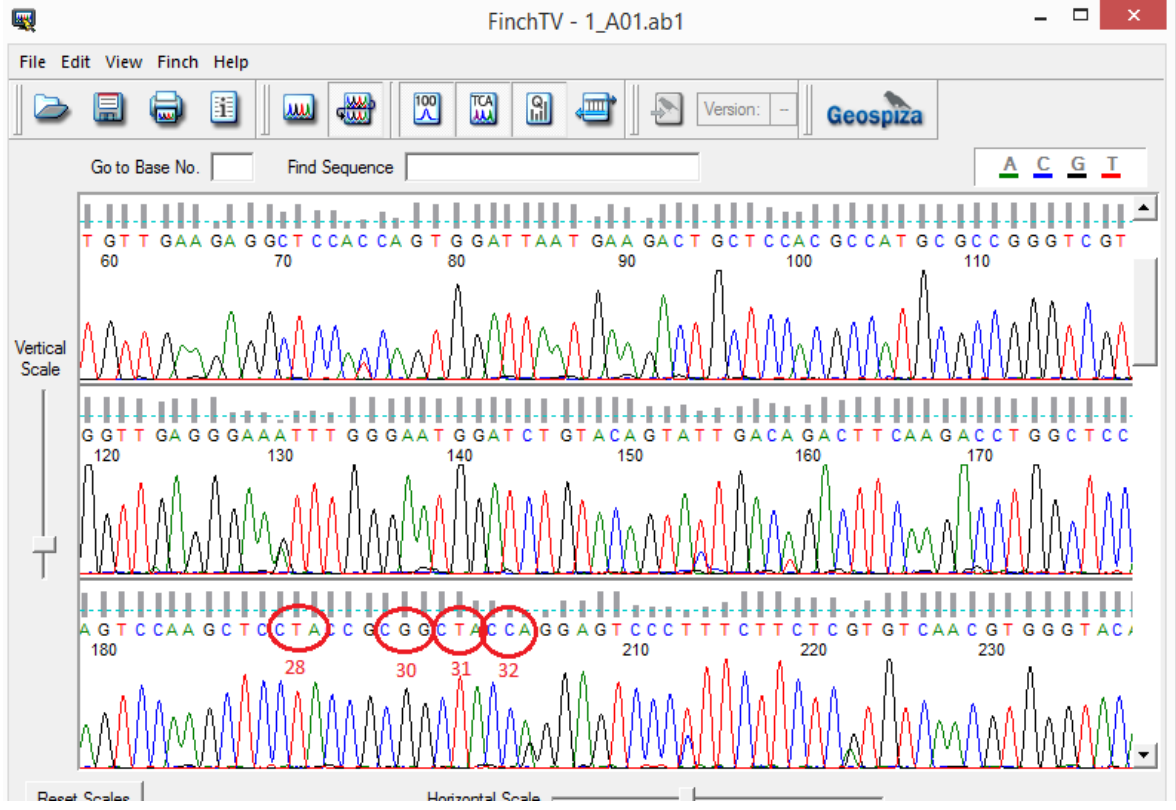 FinchTV - 1_A01.ab1
File Edit View Finch Help
100 TCA Q Version: -- Geospiza
Go to Base No. Find Sequence A C G T
T G T T G A A G A G G C T C C A C C A G T G G A T T A A T G A A G A C T G C T C C A C G C C A T G C G C C G G G T C G T
60 70 80 90 100 110
Vertical
Scale
G G T T G A G G G A A A T T T G G G A A T G G A T C T G T A C A G T A T T G A C A G A C T T C A A G A C C T G G C T C C
120 130 140 150 160 170
A G T C C A A G C T C C T A C C G C G G C T A C C A G G A G T C C C T T T C T T C T C G T G T C A A C G T G G G T A C A
180 28 30 31 32 210 220 230
Reset Scales Horizontal Scale